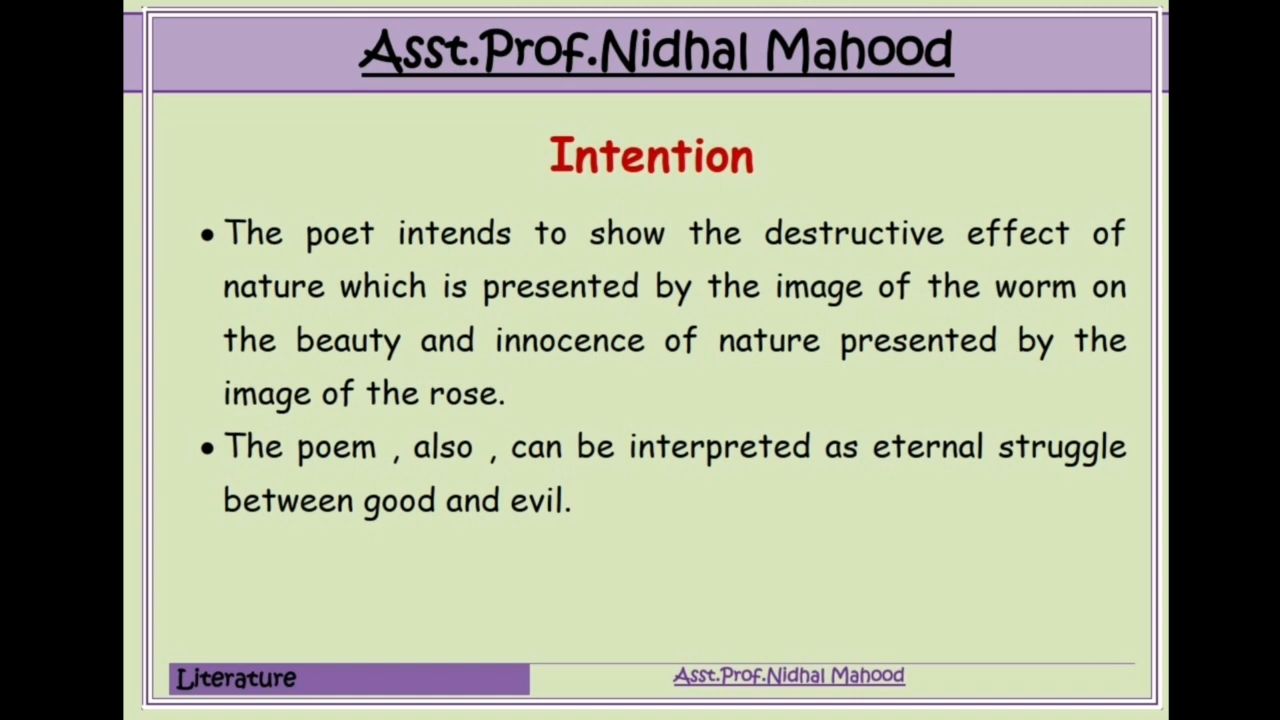 Asst.Prof.Nidhal Mahood
Intention
• The poet intends to show the destructive effect of
nature which is presented by the image of the worm on
the beauty and innocence of nature presented by the
image of the rose.
• The poem , also , can be interpreted as eternal struggle
between good and evil.
Literature
Asst.Prof.Nidhal Mahood